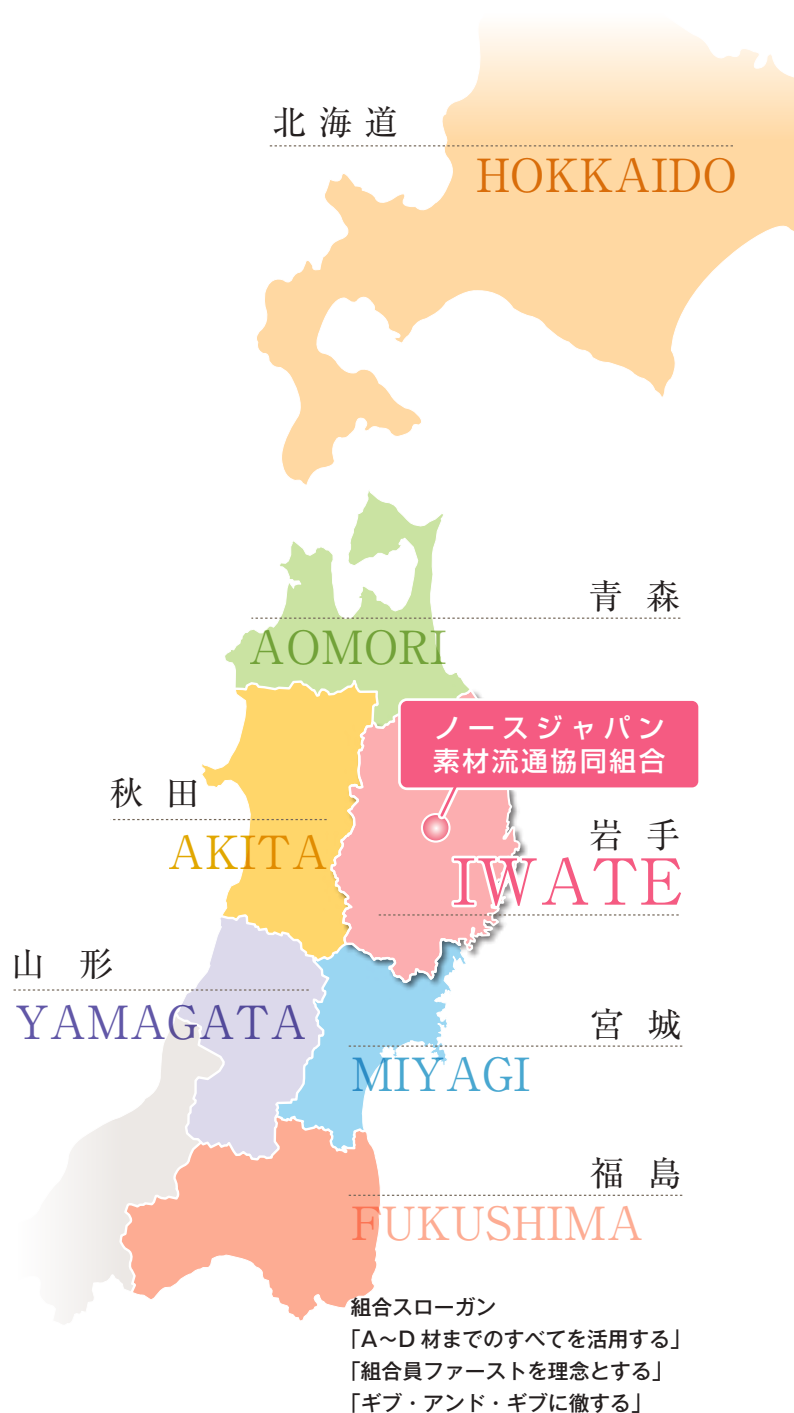 北海道
HOKKAIDO
青森
AOMORI
ノースジャパン
素材流通協同組合
秋田
AKITA
岩手
IWATE
山形
YAMAGATA
宮城
MIYAGI
福島
FUKUSHIMA
組合スローガン
「A〜D 材までのすべてを活用する」
「組合員ファーストを理念とする」
「ギブ・アンド・ギブに徹する」